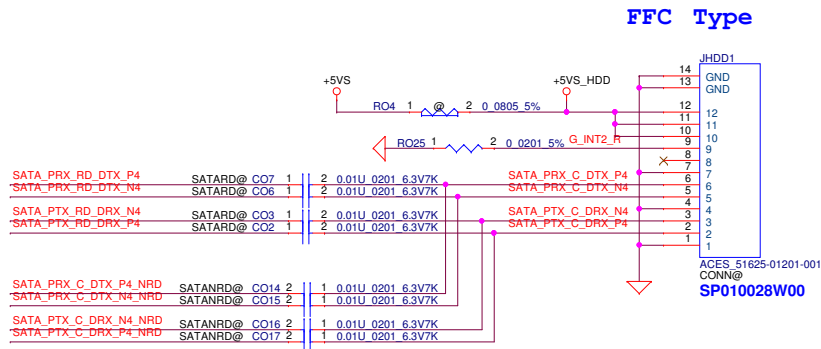 FFC Type
JHDD1
+5VS
+5VS_HDD
14 GND
13 GND
RO4 1 @ 2 0_0805_5%
12 12
11 11
10 10
RO25 1 2 0_0201_5% G_INT2_R 9 9
8 8
7 7
SATA_PRX_RD_DTX_P4 SATARD@ CO7 1 2 0.01U_0201_6.3V7K SATA_PRX_C_DTX_P4 6 6
SATA_PRX_RD_DTX_N4 SATARD@ CO6 1 2 0.01U_0201_6.3V7K SATA_PRX_C_DTX_N4 5 5
4 4
SATA_PTX_RD_DRX_N4 SATARD@ CO3 1 2 0.01U_0201_6.3V7K SATA_PTX_C_DRX_N4 3 3
SATA_PTX_RD_DRX_P4 SATARD@ CO2 1 2 0.01U_0201_6.3V7K SATA_PTX_C_DRX_P4 2 2
1 1
ACES_51625-01201-001
CONN@
SP010028W00
SATA_PRX_C_DTX_P4_NRD SATANRD@ CO14 2 1 0.01U_0201_6.3V7K
SATA_PRX_C_DTX_N4_NRD SATANRD@ CO15 2 1 0.01U_0201_6.3V7K
SATA_PTX_C_DRX_N4_NRD SATANRD@ CO16 2 1 0.01U_0201_6.3V7K
SATA_PTX_C_DRX_P4_NRD SATANRD@ CO17 2 1 0.01U_0201_6.3V7K